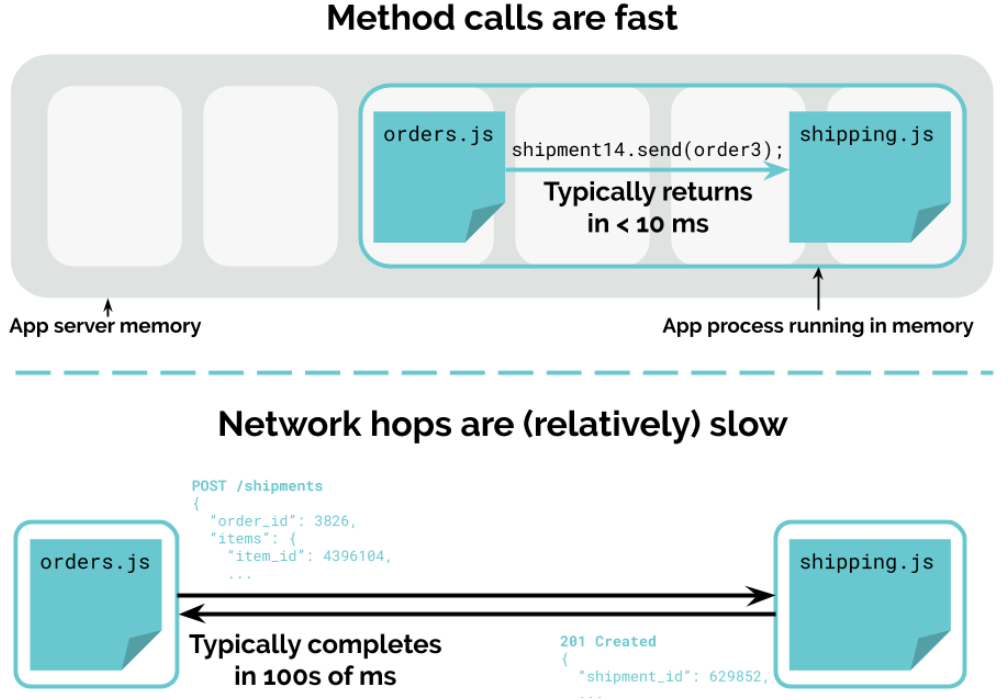 Method calls are fast
orders.js
shipment14.send(order3);
shipping.js
Typically returns
in < 10 ms
App server memory
App process running in memory
Network hops are (relatively) slow
POST /shipments
{
“order_id”: 3826,
“items”: {
“item_id”: 4396104,
...
orders.js
shipping.js
Typically completes
in 100s of ms
201 Created
{
“shipment_id”: 629852,
...